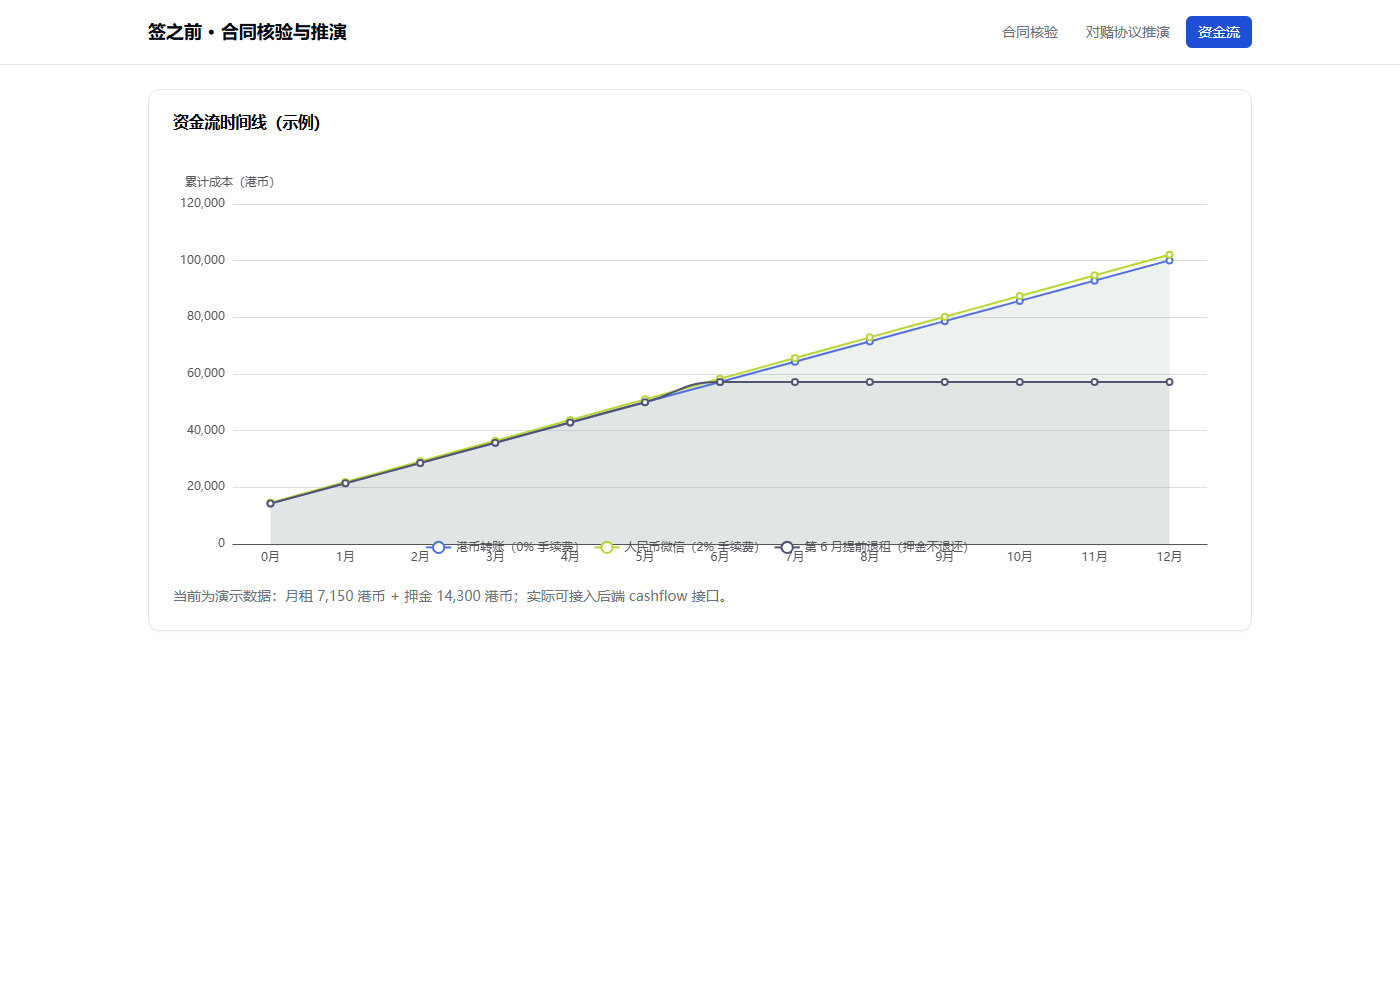 签之前 · 合同核验与推演
合同核验
对赌协议推演
资金流
资金流时间线（示例）
累计成本（港币）
120,000
100,000
80,000
60,000
40,000
20,000
0
港币转账（0% 手续费）
人民币微信（2% 手续费）
第 6 月提前退租（押金不退还）
0月
1月
2月
3月
4月
5月
6月
7月
8月
9月
10月
11月
12月
当前为演示数据：月租 7,150 港币 + 押金 14,300 港币；实际可接入后端 cashflow 接口。